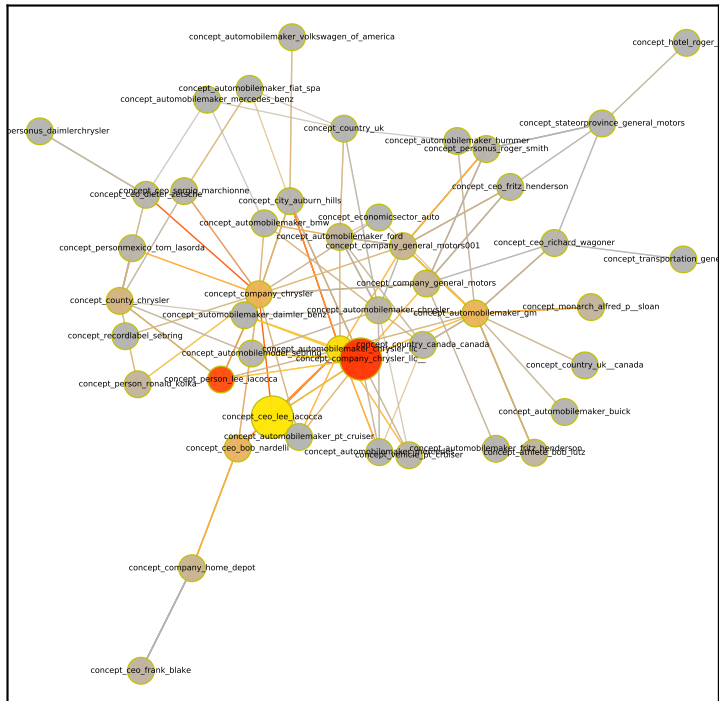 concept_automobilemaker_volkswagen_of_america
concept_hotel_roger_
concept_automobilemaker_fiat_spa
concept_automobilemaker_mercedes_benz
concept_stateorprovince_general_motors
concept_country_uk
personus_daimlerchrysler
concept_automobilemaker_hummer
concept_personus_roger_smith
concept_ceo_fritz_henderson
concept_ceo_sergio_marchionne
concept_ceo_dieter_zetsche
concept_city_auburn_hills
concept_economicsector_auto
concept_automobilemaker_bmw
concept_automobilemaker_ford
concept_company_general_motors001
concept_ceo_richard_wagoner
concept_personmexico_tom_lasorda
concept_transportation_gene
concept_company_general_motors
concept_company_chrysler
concept_county_chrysler
concept_monarch_alfred_p__sloan
concept_automobilemaker_chrysler
concept_automobilemaker_daimler_benz
concept_automobilemaker_gm
concept_recordlabel_sebring
concept_country_canada_canada
concept_automobilemaker_chrysler_llc
concept_automobilemodel_sebring
concept_company_chrysler_llc__
concept_country_uk__canada
concept_person_lee_iacocca
concept_person_ronald_kolka
concept_automobilemaker_buick
concept_ceo_lee_iacocca
concept_automobilemaker_pt_cruiser
concept_ceo_bob_nardelli
concept_automobilemaker_fritz_henderson
concept_vehicle_pt_cruiser
concept_athlete_bob_lutz
concept_company_home_depot
concept_ceo_frank_blake